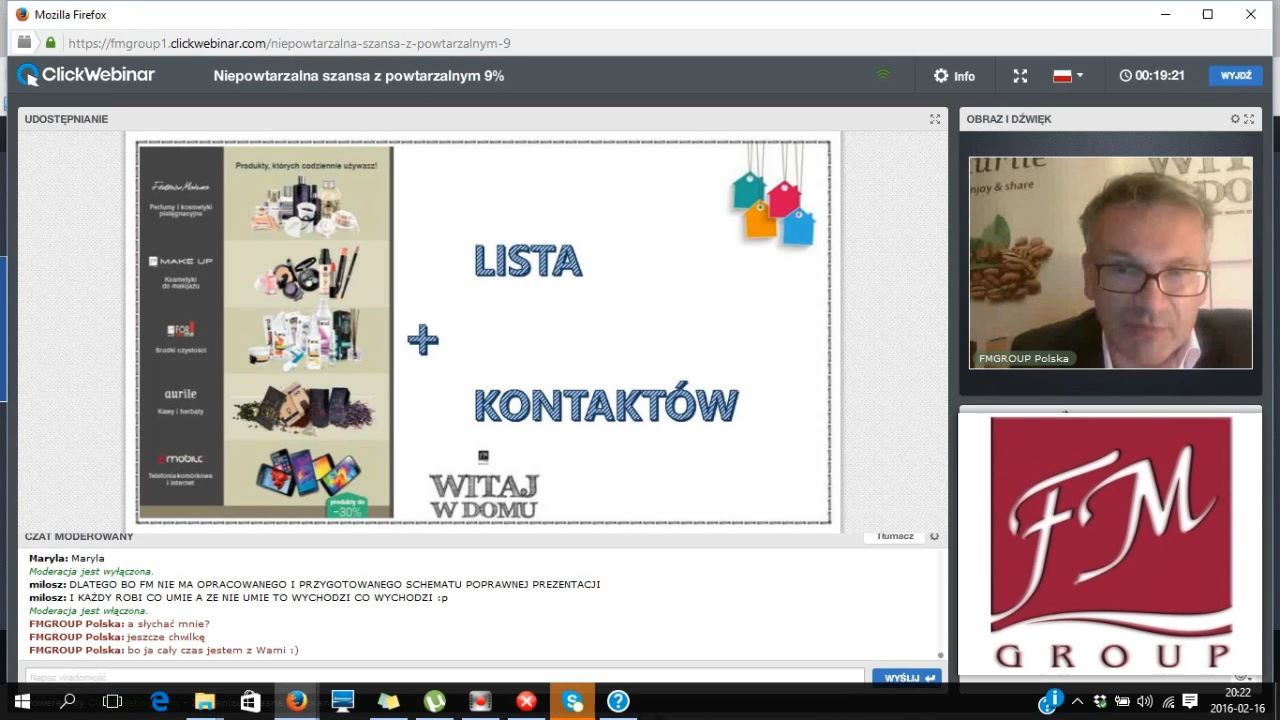 Mozilla Firefox
https://fmgroup1.clickwebinar.com/niepowtarzalna-szansa-z-powtarzalnym-9
ClickWebinar
Niepowtarzalna szansa z powtarzalnym 9%
Info
00:19:21
WYJDŹ
UDOSTĘPNIANIE
Produkty, których codziennie używasz!
Perfumy i kosmetyki
pielęgnacyjne
MAKE UP
Kosmetyki
do makijażu
FOR
Środki czystości
aurile
Kawy i herbaty
mobile
Telefonia komórkowa
i internet
produkty do
-30%
LISTA
+
KONTAKTÓW
WITAJ
W DOMU
OBRAZ I DŹWIĘK
aurile
enjoy & share
WITA
DO
FMGROUP Polska
FM
GROUP
CZAT MODEROWANY
Tłumacz
Maryla: Maryla
Moderacja jest wyłączona.
milosz: DLATEGO BO FM NIE MA OPRACOWANEGO I PRZYGOTOWANEGO SCHEMATU POPRAWNEJ PREZENTACJI
milosz: I KAŻDY ROBI CO UMIE A ZE NIE UMIE TO WYCHODZI CO WYCHODZI :p
Moderacja jest włączona.
FMGROUP Polska: a słychać mnie?
FMGROUP Polska: jeszcze chwilkę
FMGROUP Polska: bo ja cały czas jestem z Wami :)
Napisz wiadomość
WYŚLIJ
20:22
2016-02-16